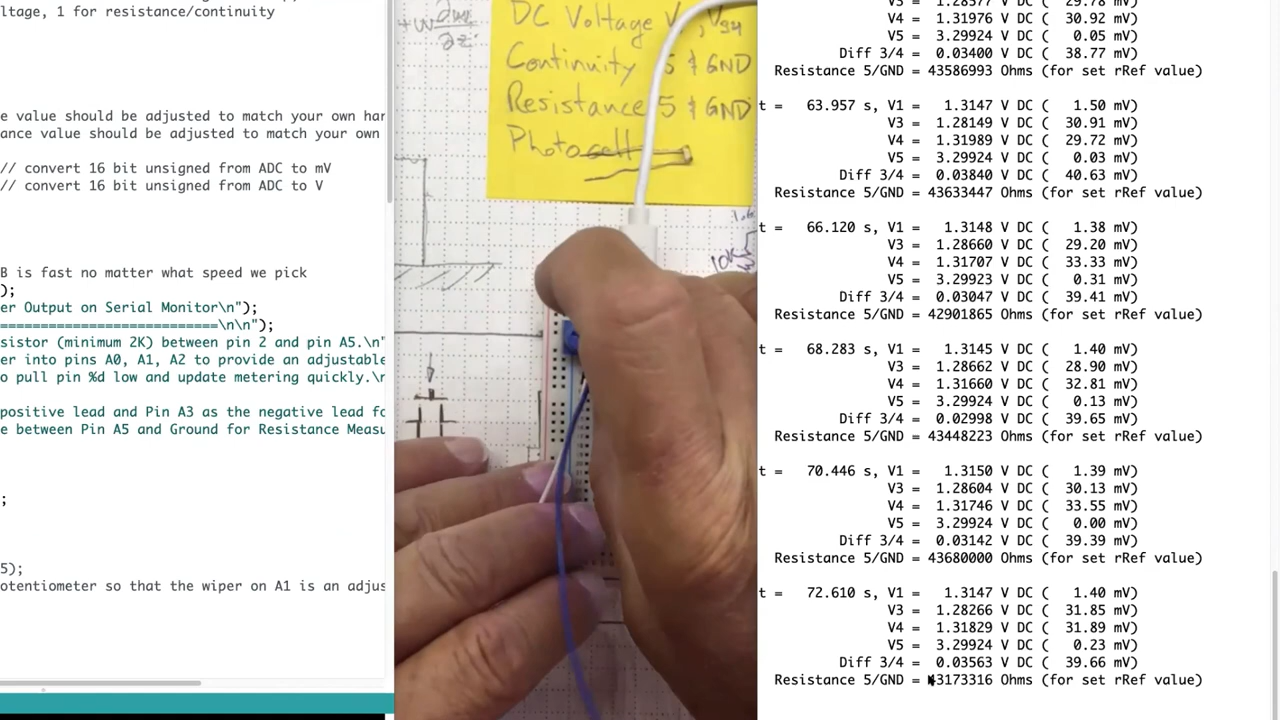 ltage, 1 for resistance/continuity
e value should be adjusted to match your own har
ance value should be adjusted to match your own
// convert 16 bit unsigned from ADC to mV
// convert 16 bit unsigned from ADC to V
B is fast no matter what speed we pick
);
er Output on Serial Monitor\n");
===========================\n\n");
sistor (minimum 2K) between pin 2 and pin A5.\n"
er into pins A0, A1, A2 to provide an adjustable
o pull pin %d low and update metering quickly.\r
positive lead and Pin A3 as the negative lead fo
e between Pin A5 and Ground for Resistance Measu
;
5);
otentiometer so that the wiper on A1 is an adjus
DC Voltage V
Continuity 5 & GND
Resistance 5 & GND
Photocell
10K
V3 = 1.28577 V DC ( 29.78 mV)
V4 = 1.31976 V DC ( 30.92 mV)
V5 = 3.29924 V DC ( 0.05 mV)
Diff 3/4 = 0.03400 V DC ( 38.77 mV)
Resistance 5/GND = 43586993 Ohms (for set rRef value)
t = 63.957 s, V1 = 1.3147 V DC ( 1.50 mV)
V3 = 1.28149 V DC ( 30.91 mV)
V4 = 1.31989 V DC ( 29.72 mV)
V5 = 3.29924 V DC ( 0.03 mV)
Diff 3/4 = 0.03840 V DC ( 40.63 mV)
Resistance 5/GND = 43633447 Ohms (for set rRef value)
t = 66.120 s, V1 = 1.3148 V DC ( 1.38 mV)
V3 = 1.28660 V DC ( 29.20 mV)
V4 = 1.31707 V DC ( 33.33 mV)
V5 = 3.29923 V DC ( 0.31 mV)
Diff 3/4 = 0.03047 V DC ( 39.41 mV)
Resistance 5/GND = 42901865 Ohms (for set rRef value)
t = 68.283 s, V1 = 1.3145 V DC ( 1.40 mV)
V3 = 1.28662 V DC ( 28.90 mV)
V4 = 1.31660 V DC ( 32.81 mV)
V5 = 3.29924 V DC ( 0.13 mV)
Diff 3/4 = 0.02998 V DC ( 39.65 mV)
Resistance 5/GND = 43448223 Ohms (for set rRef value)
t = 70.446 s, V1 = 1.3150 V DC ( 1.39 mV)
V3 = 1.28604 V DC ( 30.13 mV)
V4 = 1.31746 V DC ( 33.55 mV)
V5 = 3.29924 V DC ( 0.00 mV)
Diff 3/4 = 0.03142 V DC ( 39.39 mV)
Resistance 5/GND = 43680000 Ohms (for set rRef value)
t = 72.610 s, V1 = 1.3147 V DC ( 1.40 mV)
V3 = 1.28266 V DC ( 31.85 mV)
V4 = 1.31829 V DC ( 31.89 mV)
V5 = 3.29924 V DC ( 0.23 mV)
Diff 3/4 = 0.03563 V DC ( 39.66 mV)
Resistance 5/GND = 43173316 Ohms (for set rRef value)